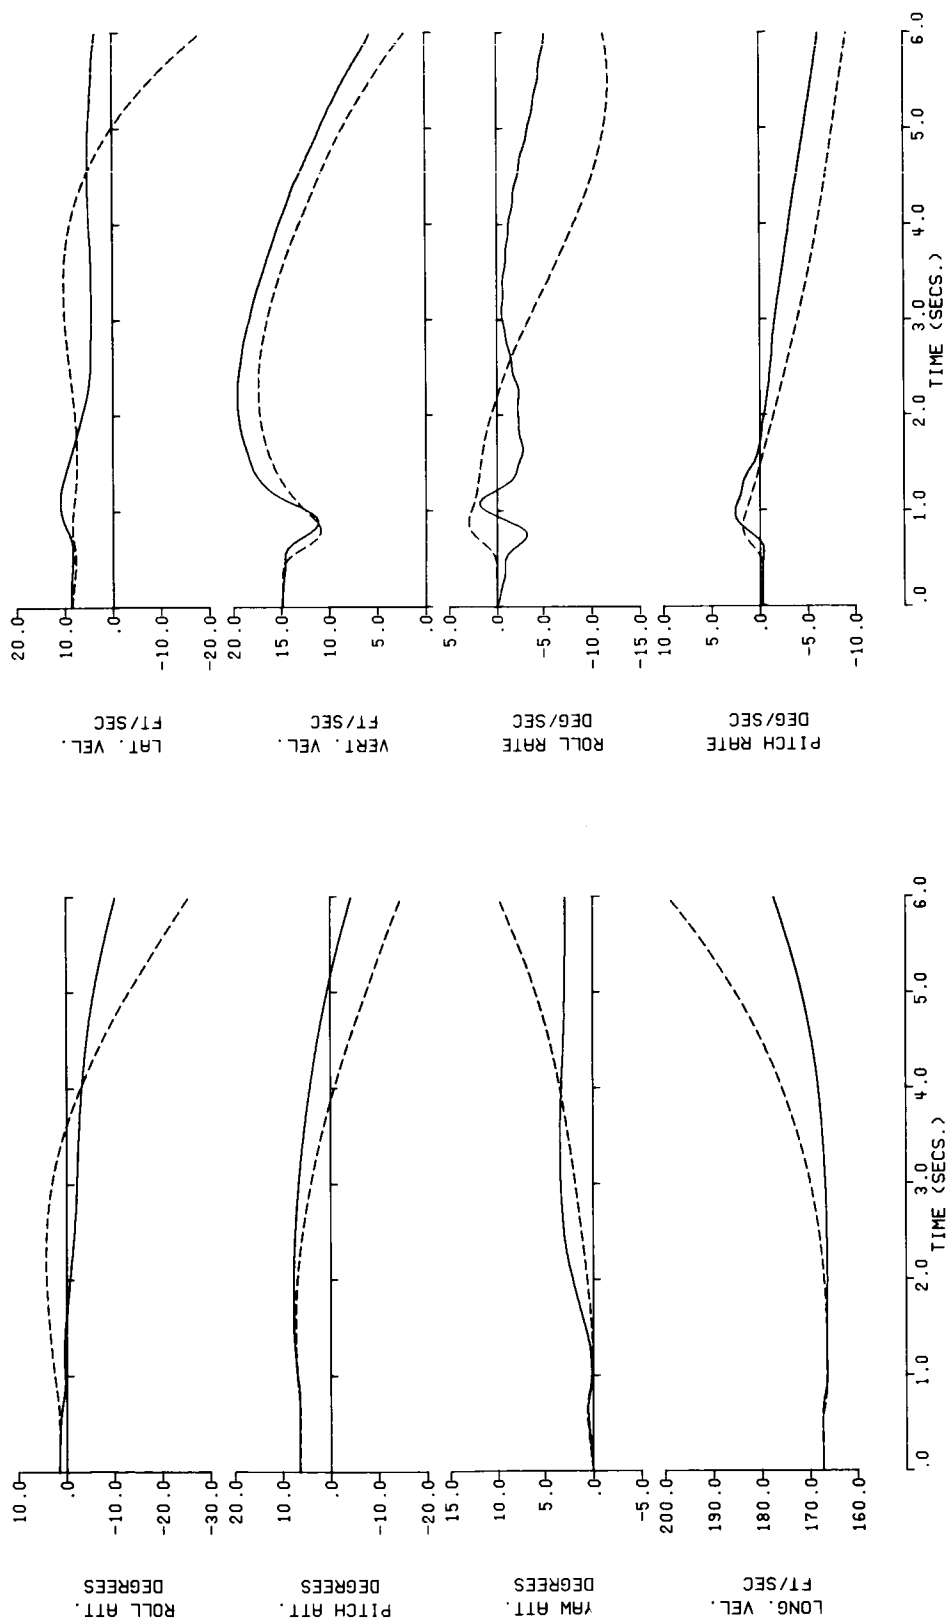 20.0
10.0
.0
-10.0
-20.0
LAT. VEL.
FT/SEC
20.0
15.0
10.0
5.0
.0
VERT. VEL.
FT/SEC
5.0
.0
-5.0
-10.0
-15.0
ROLL RATE
DEG/SEC
10.0
5.0
.0
-5.0
-10.0
PITCH RATE
DEG/SEC
.0 1.0 2.0 3.0 4.0 5.0 6.0
TIME (SECS.)
10.0
.0
-10.0
-20.0
-30.0
ROLL ATT.
DEGREES
20.0
10.0
.0
-10.0
-20.0
PITCH ATT.
DEGREES
15.0
10.0
5.0
.0
-5.0
YAW ATT.
DEGREES
200.0
190.0
180.0
170.0
160.0
LONG. VEL.
FT/SEC
.0 1.0 2.0 3.0 4.0 5.0 6.0
TIME (SECS.)